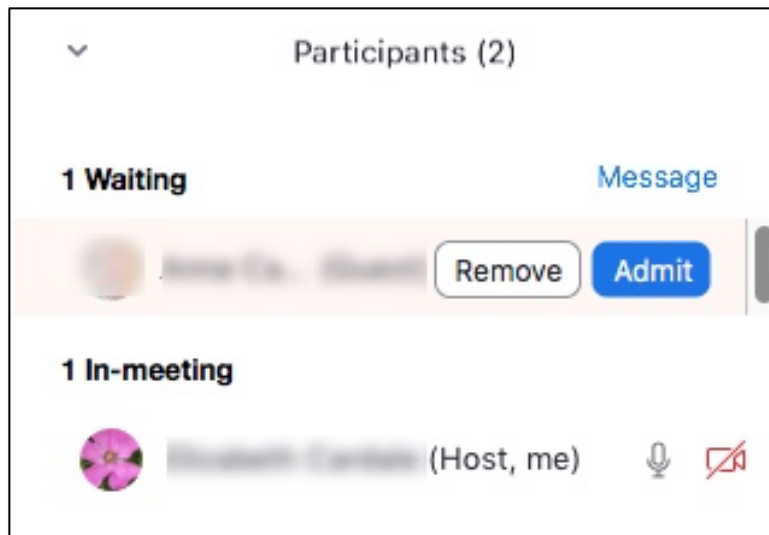 Participants (2)
1 Waiting Message
Remove Admit
1 In-meeting
(Host, me)